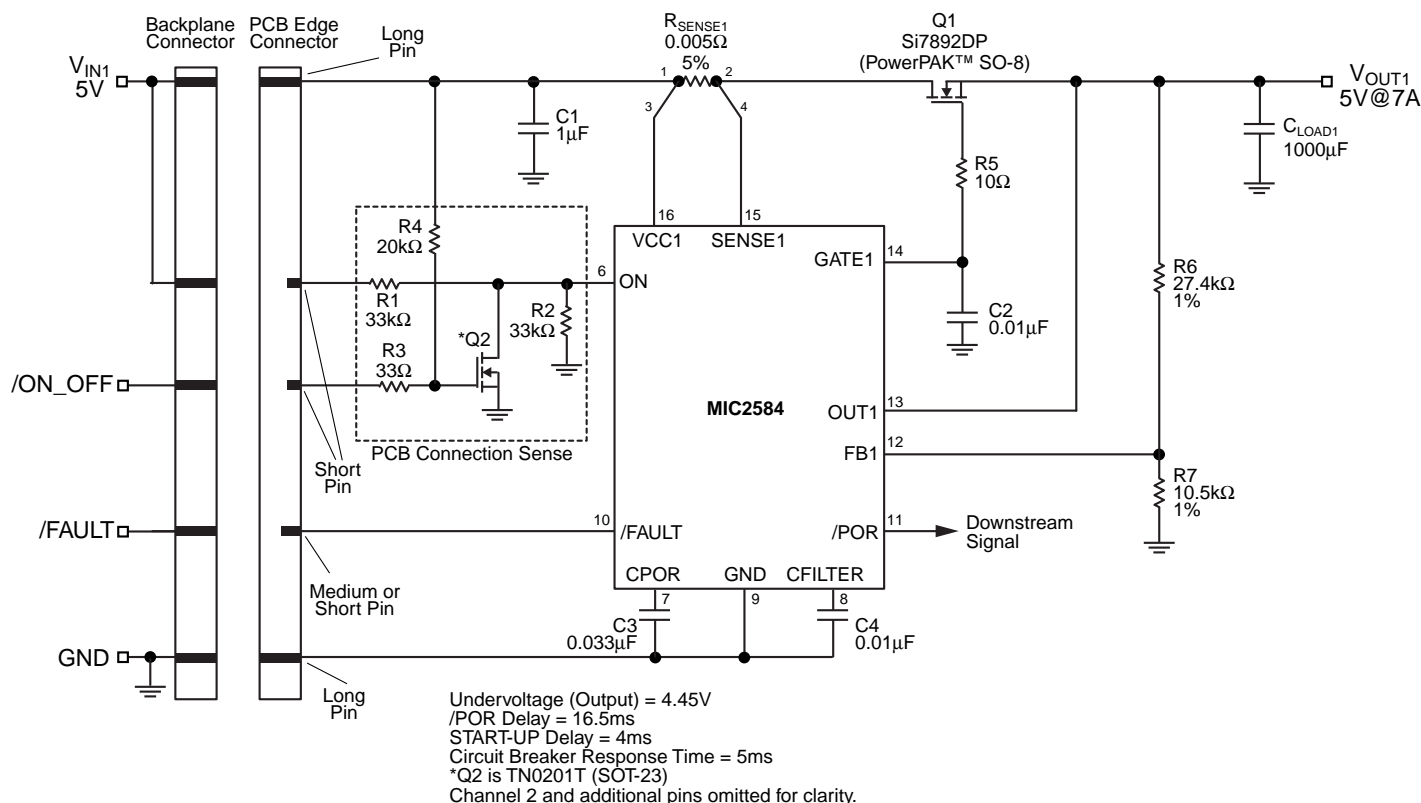 Backplane
Connector
PCB Edge
Connector
Long
Pin
RSENSE1
0.005Ω
5%
Q1
Si7892DP
(PowerPAK™ SO-8)
VIN1
5V
1
2
3
4
VOUT1
5V@7A
C1
1µF
CLOAD1
1000µF
R5
10Ω
16
15
VCC1
SENSE1
R4
20kΩ
14
GATE1
6
ON
R1
33kΩ
R2
33kΩ
R6
27.4kΩ
1%
C2
0.01µF
*Q2
R3
33Ω
/ON_OFF
MIC2584
OUT1
13
FB1
12
PCB Connection Sense
Short
Pin
R7
10.5kΩ
1%
/FAULT
10
/FAULT
/POR
11
Downstream
Signal
Medium or
Short Pin
CPOR
GND
CFILTER
7
9
8
C3
0.033µF
C4
0.01µF
GND
Long
Pin
Undervoltage (Output) = 4.45V
/POR Delay = 16.5ms
START-UP Delay = 4ms
Circuit Breaker Response Time = 5ms
*Q2 is TN0201T (SOT-23)
Channel 2 and additional pins omitted for clarity.